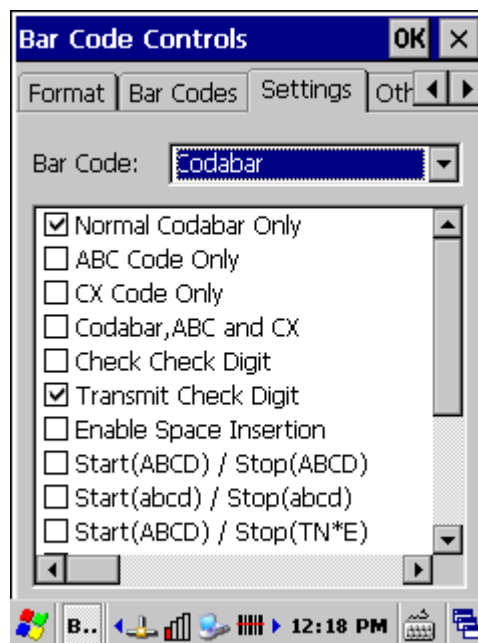 Bar Code Controls OK
Format Bar Codes Settings Oth
Bar Code: Codabar
Normal Codabar Only
ABC Code Only
CX Code Only
Codabar,ABC and CX
Check Check Digit
Transmit Check Digit
Enable Space Insertion
Start(ABCD) / Stop(ABCD)
Start(abcd) / Stop(abcd)
Start(ABCD) / Stop(TN*E)
B.. 12:18 PM